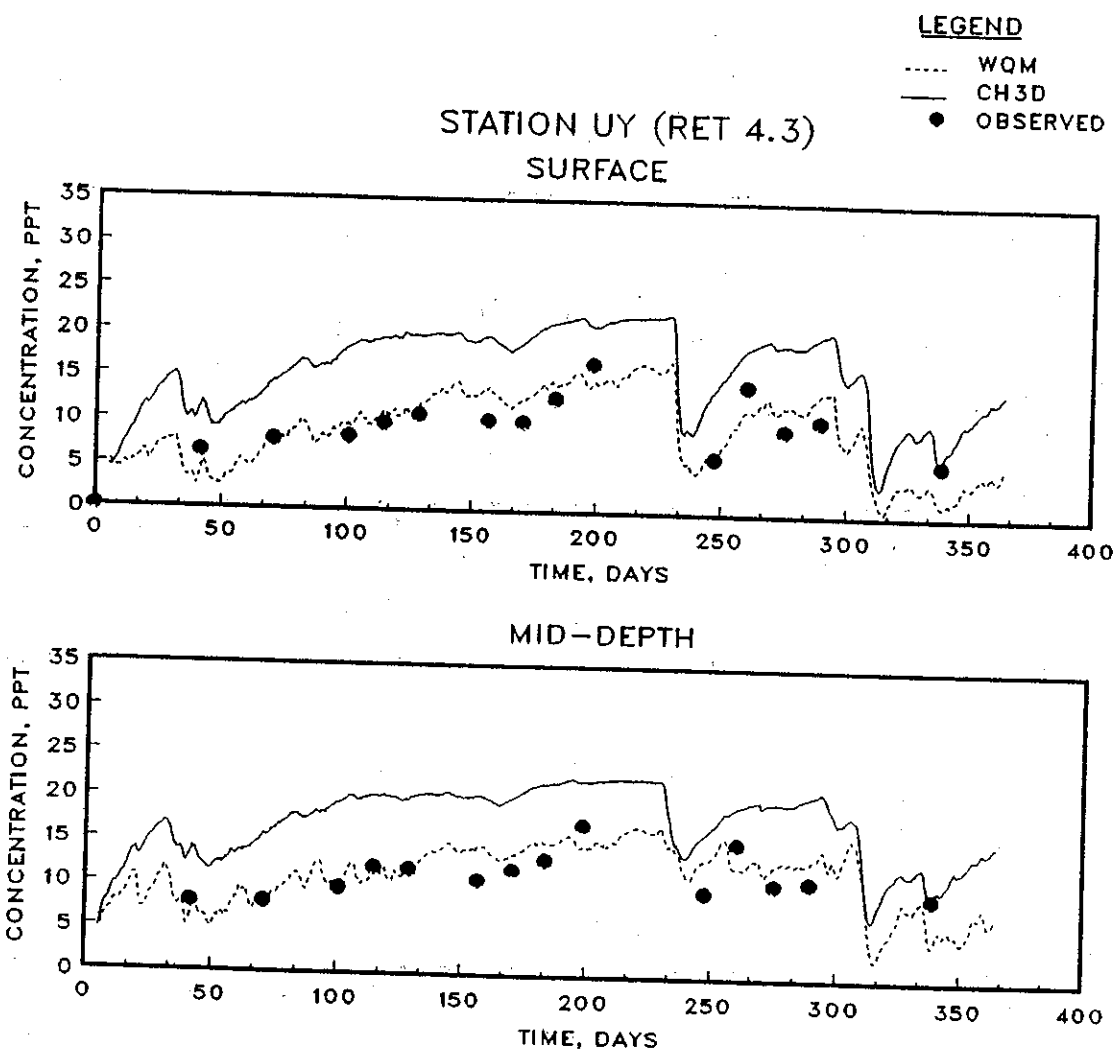 LEGEND
WQM
CH3D
OBSERVED
STATION UY (RET 4.3)
SURFACE
CONCENTRATION, PPT
35
30
25
20
15
10
5
0
0 50 100 150 200 250 300 350 400
TIME, DAYS
MID-DEPTH
CONCENTRATION, PPT
35
30
25
20
15
10
5
0
0 50 100 150 200 250 300 350 400
TIME, DAYS